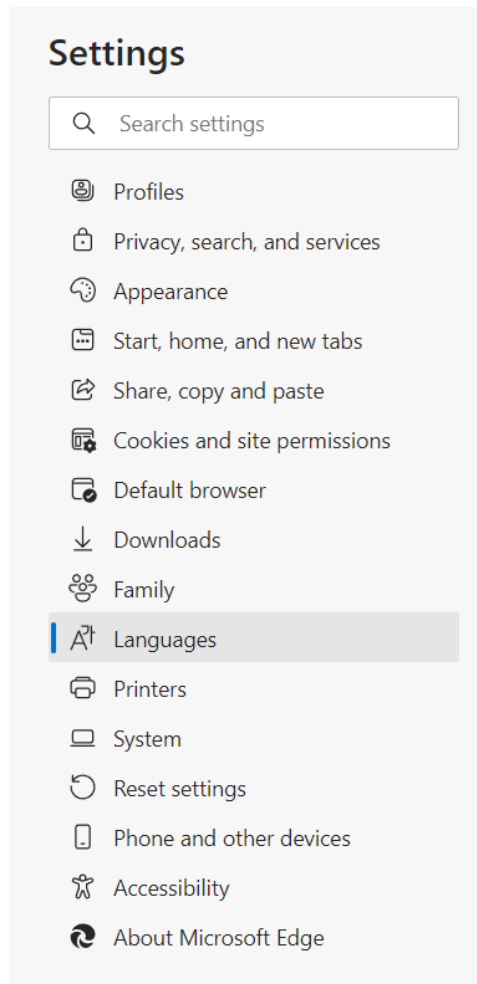 Settings
Search settings
Profiles
Privacy, search, and services
Appearance
Start, home, and new tabs
Share, copy and paste
Cookies and site permissions
Default browser
Downloads
Family
Languages
Printers
System
Reset settings
Phone and other devices
Accessibility
About Microsoft Edge